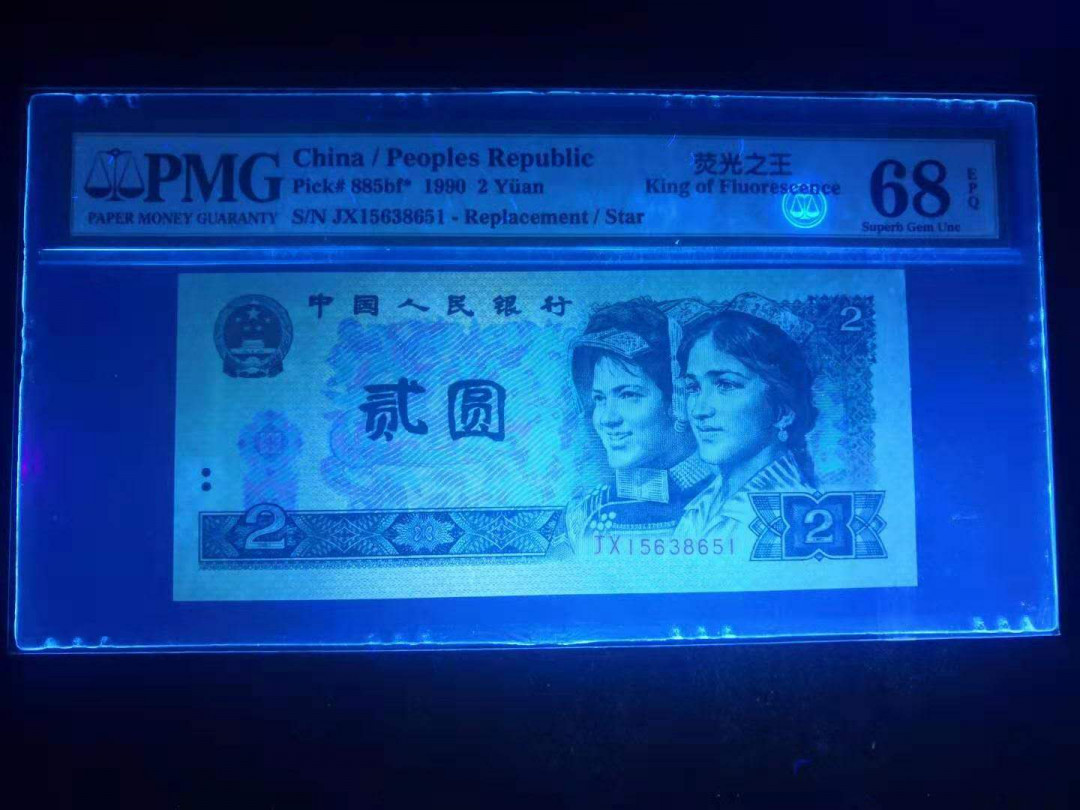 PMG
PAPER MONEY GUARANTY
China / Peoples Republic
Pick# 885bf* 1990 2 Yüan
S/N JX15638651 - Replacement / Star
荧光之王
King of Fluorescence
68
EPQ
Superb Gem Unc
中国人民银行
2
贰圆
2
JX15638651
2